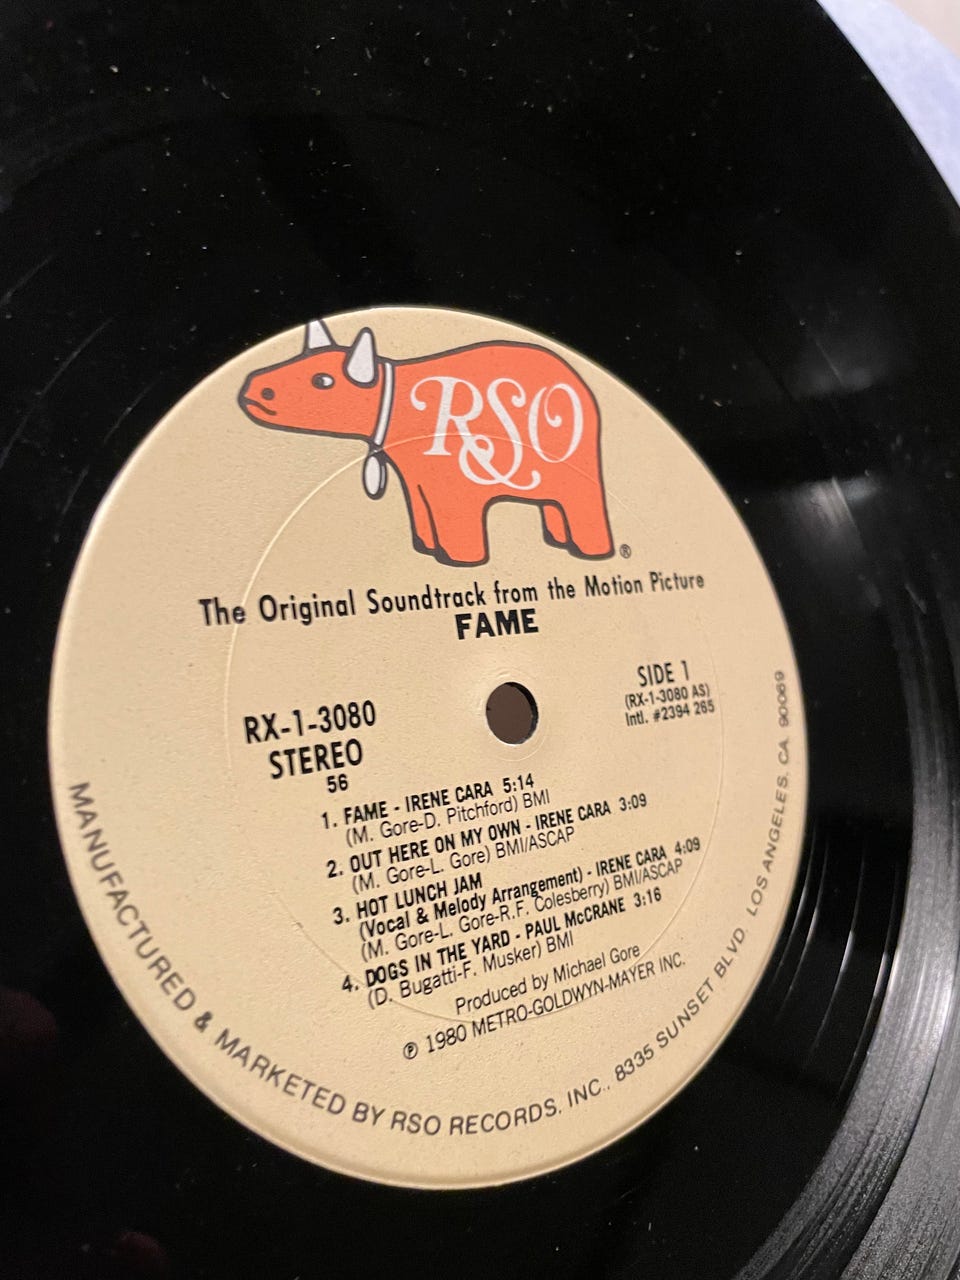 RSO
®
The Original Soundtrack from the Motion Picture
FAME
RX-1-3080
STEREO
56
SIDE 1
(RX-1-3080 AS)
Intl. #2394 265
1. FAME - IRENE CARA 5:14
(M. Gore-D. Pitchford) BMI
2. OUT HERE ON MY OWN - IRENE CARA 3:09
(M. Gore-L. Gore) BMI/ASCAP
3. HOT LUNCH JAM
(Vocal & Melody Arrangement) - IRENE CARA 4:09
(M. Gore-L. Gore-R.F. Colesberry) BMI/ASCAP
4. DOGS IN THE YARD - PAUL McCRANE 3:16
(D. Bugatti-F. Musker) BMI
Produced by Michael Gore
℗ 1980 METRO-GOLDWYN-MAYER INC.
MANUFACTURED & MARKETED BY RSO RECORDS, INC., 8335 SUNSET BLVD. LOS ANGELES, CA. 90069